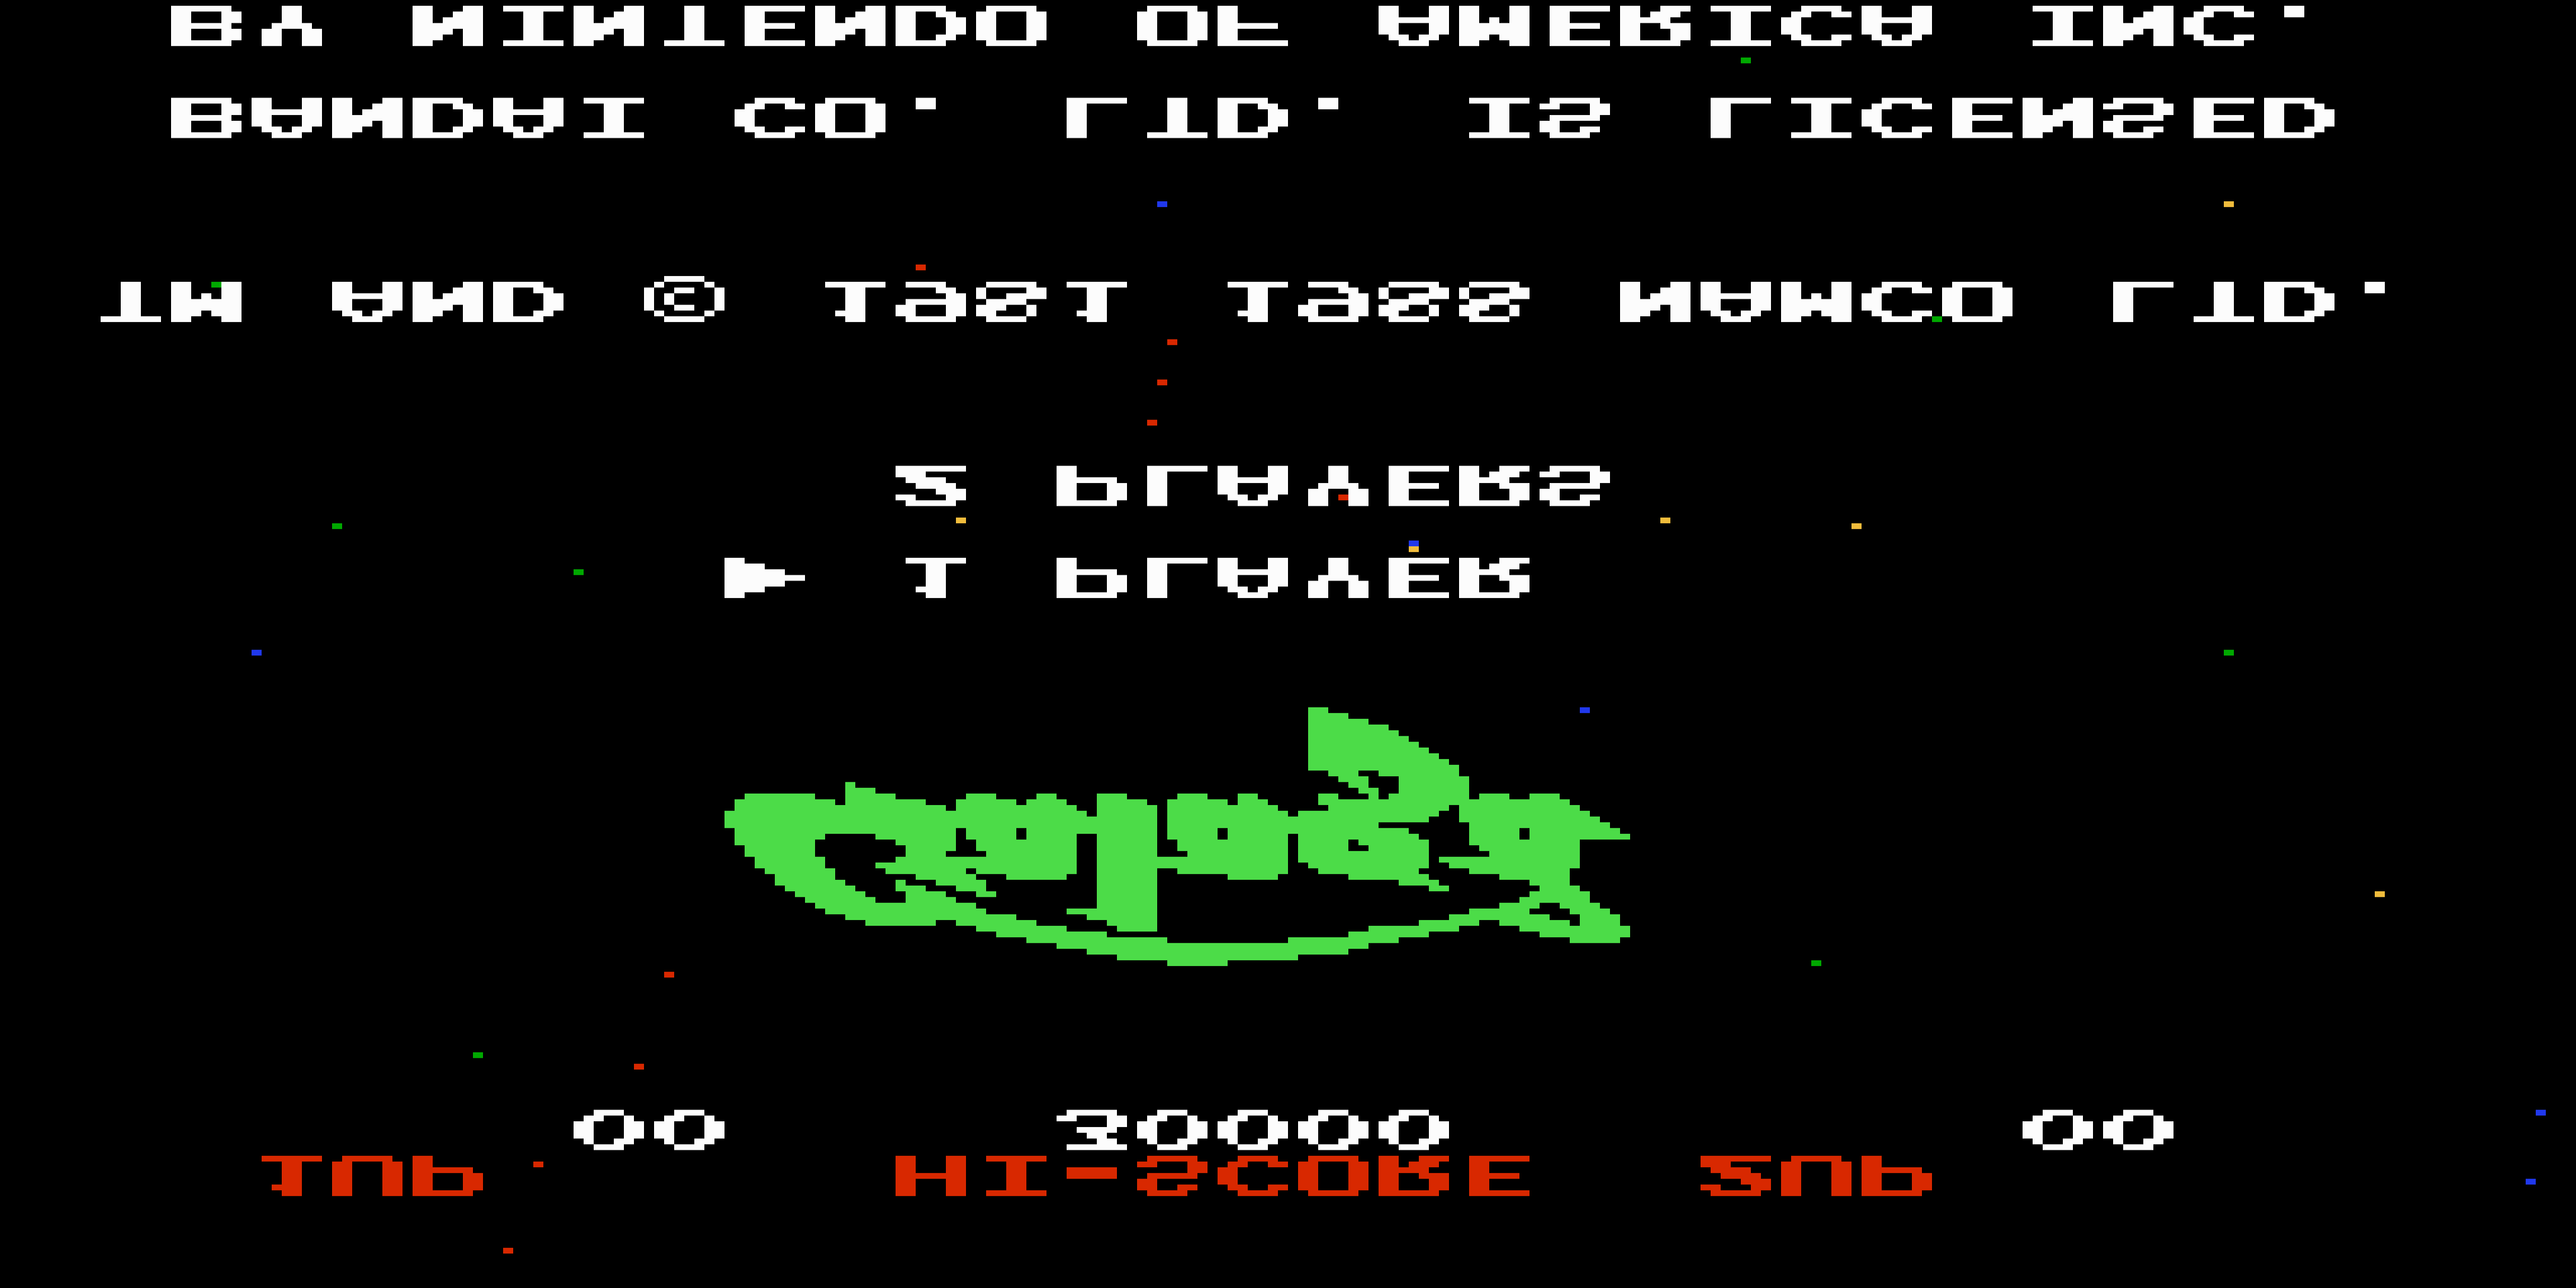 1UP HI-SCORE 2UP
00 30000 00
Galaga
1 PLAYER
2 PLAYERS
TM AND © 1981 1988 NAMCO LTD.
BANDAI CO. LTD. IS LICENSED
BY NINTENDO OF AMERICA INC.